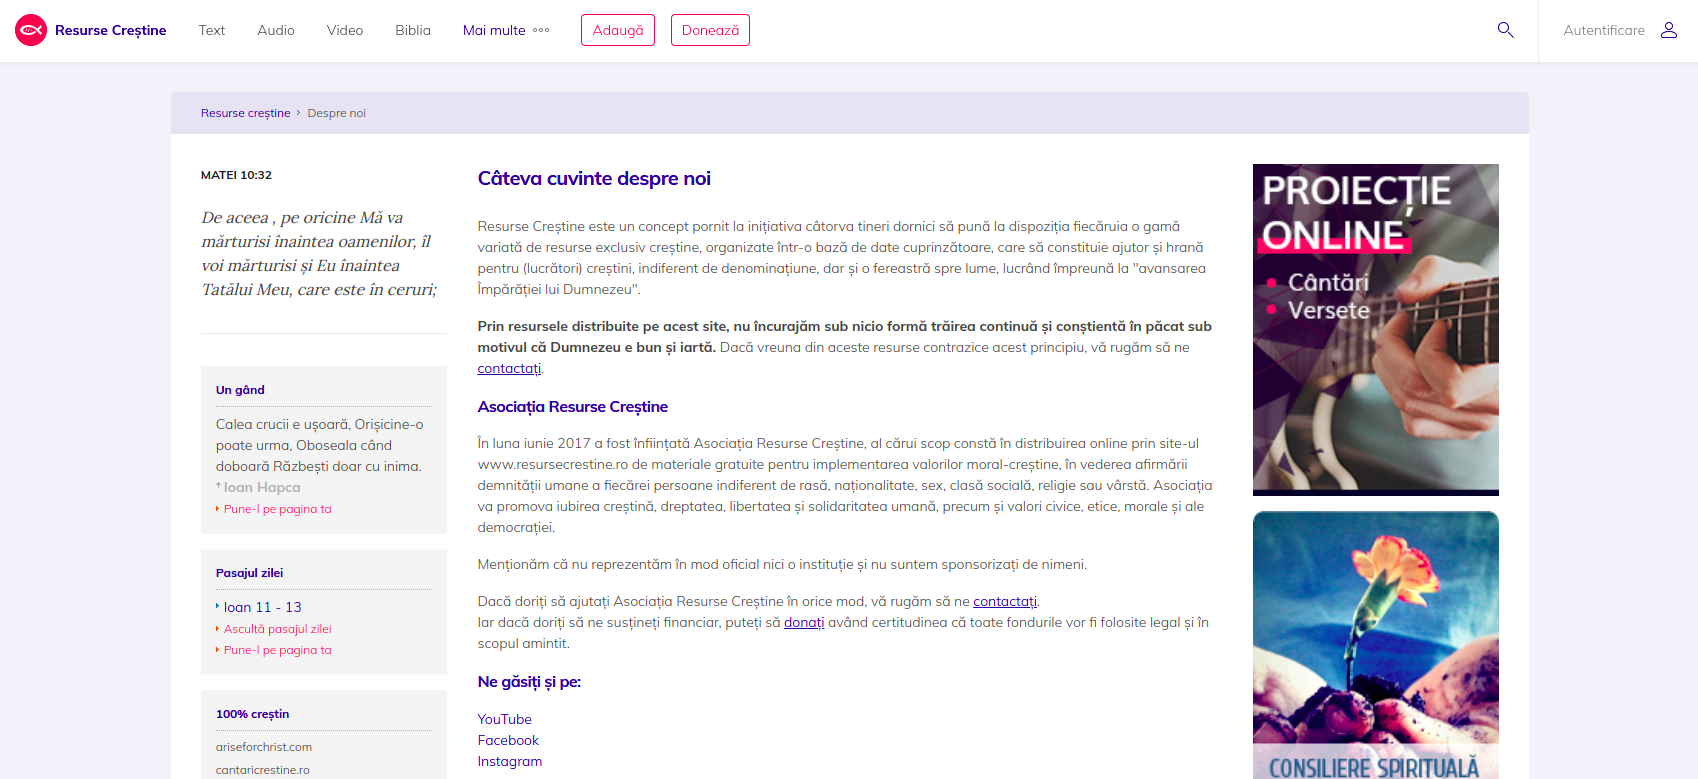 Resurse Creștine
Text
Audio
Video
Biblia
Mai multe
Adaugă
Donează
Autentificare
Resurse creștine
Despre noi
MATEI 10:32
De aceea , pe oricine Mă va
mărturisi înaintea oamenilor, îl
voi mărturisi și Eu înaintea
Tatălui Meu, care este în ceruri;
Un gând
Calea crucii e ușoară, Orișicine-o
poate urma, Oboseala când
doboară Răzbești doar cu inima.
Ioan Hapca
Pune-l pe pagina ta
Pasajul zilei
Ioan 11 - 13
Ascultă pasajul zilei
Pune-l pe pagina ta
100% creștin
ariseforchrist.com
cantaricrestine.ro
Câteva cuvinte despre noi
Resurse Creștine este un concept pornit la inițiativa câtorva tineri dornici să pună la dispoziția fiecăruia o gamă
variată de resurse exclusiv creștine, organizate într-o bază de date cuprinzătoare, care să constituie ajutor și hrană
pentru (lucrători) creștini, indiferent de denominațiune, dar și o fereastră spre lume, lucrând împreună la "avansarea
Împărăției lui Dumnezeu".
Prin resursele distribuite pe acest site, nu încurajăm sub nicio formă trăirea continuă și conștientă în păcat sub
motivul că Dumnezeu e bun și iartă. Dacă vreuna din aceste resurse contrazice acest principiu, vă rugăm să ne
contactați.
Asociația Resurse Creștine
În luna iunie 2017 a fost înființată Asociația Resurse Creștine, al cărui scop constă în distribuirea online prin site-ul
www.resursecrestine.ro de materiale gratuite pentru implementarea valorilor moral-creștine, în vederea afirmării
demnității umane a fiecărei persoane indiferent de rasă, naționalitate, sex, clasă socială, religie sau vârstă. Asociația
va promova iubirea creștină, dreptatea, libertatea și solidaritatea umană, precum și valori civice, etice, morale și ale
democrației.
Menționăm că nu reprezentăm în mod oficial nici o instituție și nu suntem sponsorizați de nimeni.
Dacă doriți să ajutați Asociația Resurse Creștine în orice mod, vă rugăm să ne contactați.
Iar dacă doriți să ne susțineți financiar, puteți să donați având certitudinea că toate fondurile vor fi folosite legal și în
scopul amintit.
Ne găsiți și pe:
YouTube
Facebook
Instagram
PROIECȚIE
ONLINE
Cântări
Versete
CONSILIERE SPIRITUALĂ